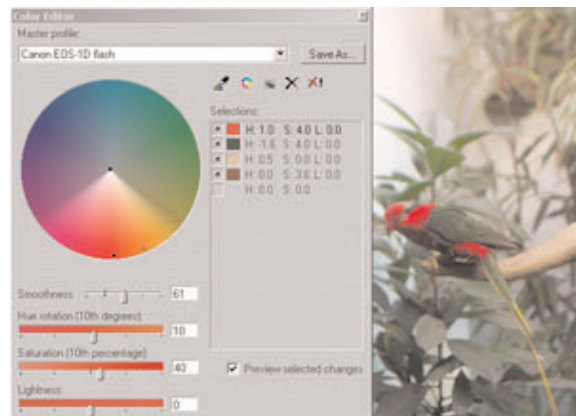 Color Editor
Master profile:
Canon EOS-1D flash
Save As...
Selections:
H: 1.0 S: 4.0 L: 0.0
H: -1.6 S: 4.0 L: 0.0
H: 0.5 S: 0.0 L: 0.0
H: 0.0 S: 3.6 L: 0.0
H: 0.0 S: 0.0
Smoothness
61
Hue rotation (10th degrees):
10
Saturation (10th percentage):
40
Preview selected changes
Lightness:
0